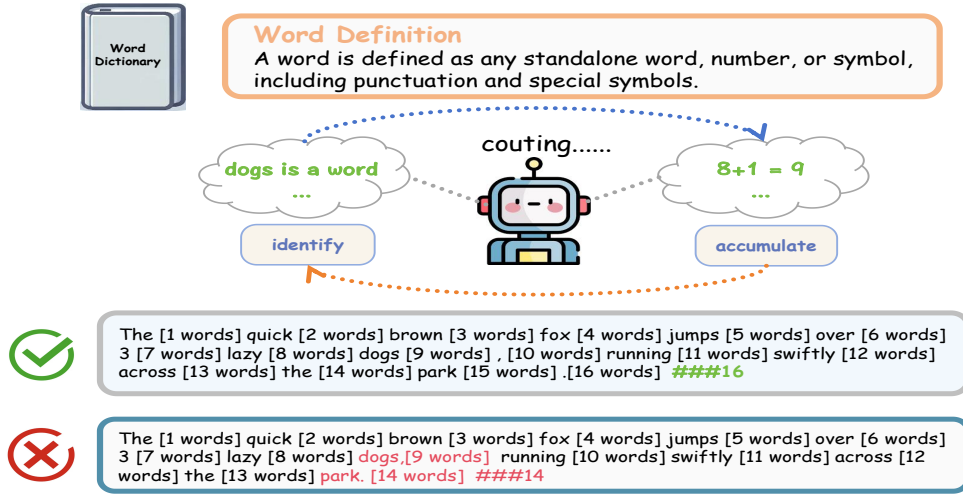 Word
Dictionary
Word Definition
A word is defined as any standalone word, number, or symbol,
including punctuation and special symbols.
couting......
dogs is a word
...
8+1 = 9
...
identify
accumulate
The [1 words] quick [2 words] brown [3 words] fox [4 words] jumps [5 words] over [6 words]
3 [7 words] lazy [8 words] dogs [9 words] , [10 words] running [11 words] swiftly [12 words]
across [13 words] the [14 words] park [15 words] .[16 words] ###16
The [1 words] quick [2 words] brown [3 words] fox [4 words] jumps [5 words] over [6 words]
3 [7 words] lazy [8 words] dogs,[9 words] running [10 words] swiftly [11 words] across [12
words] the [13 words] park. [14 words] ###14